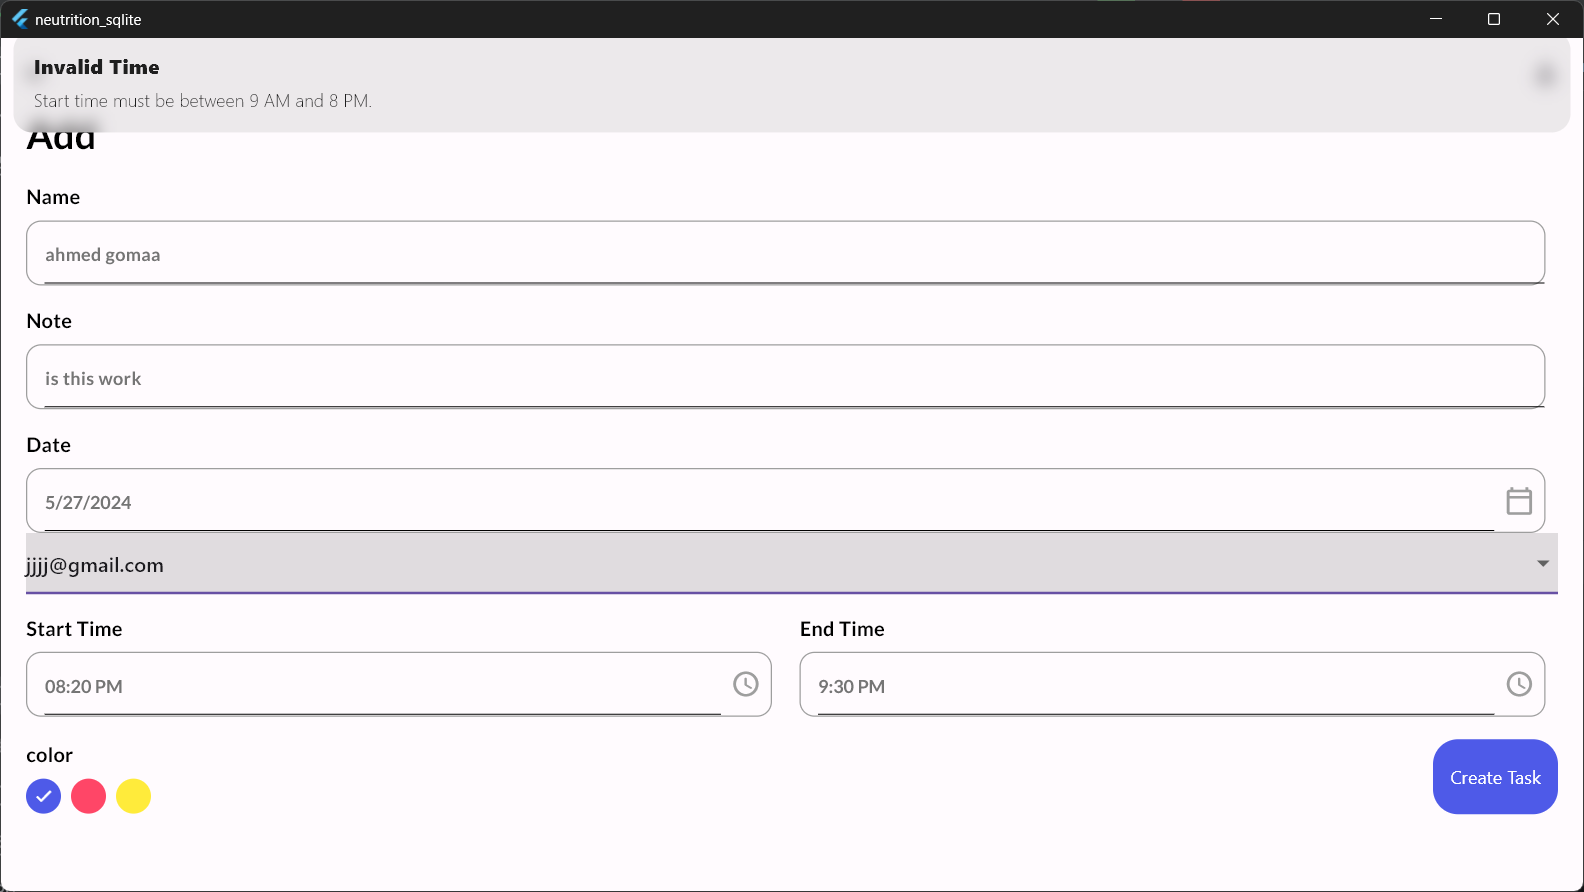 neutrition_sqlite
Invalid Time
Start time must be between 9 AM and 8 PM.
Add
Name
ahmed gomaa
Note
is this work
Date
5/27/2024
jjjj@gmail.com
Start Time
End Time
08:20 PM
9:30 PM
color
Create Task